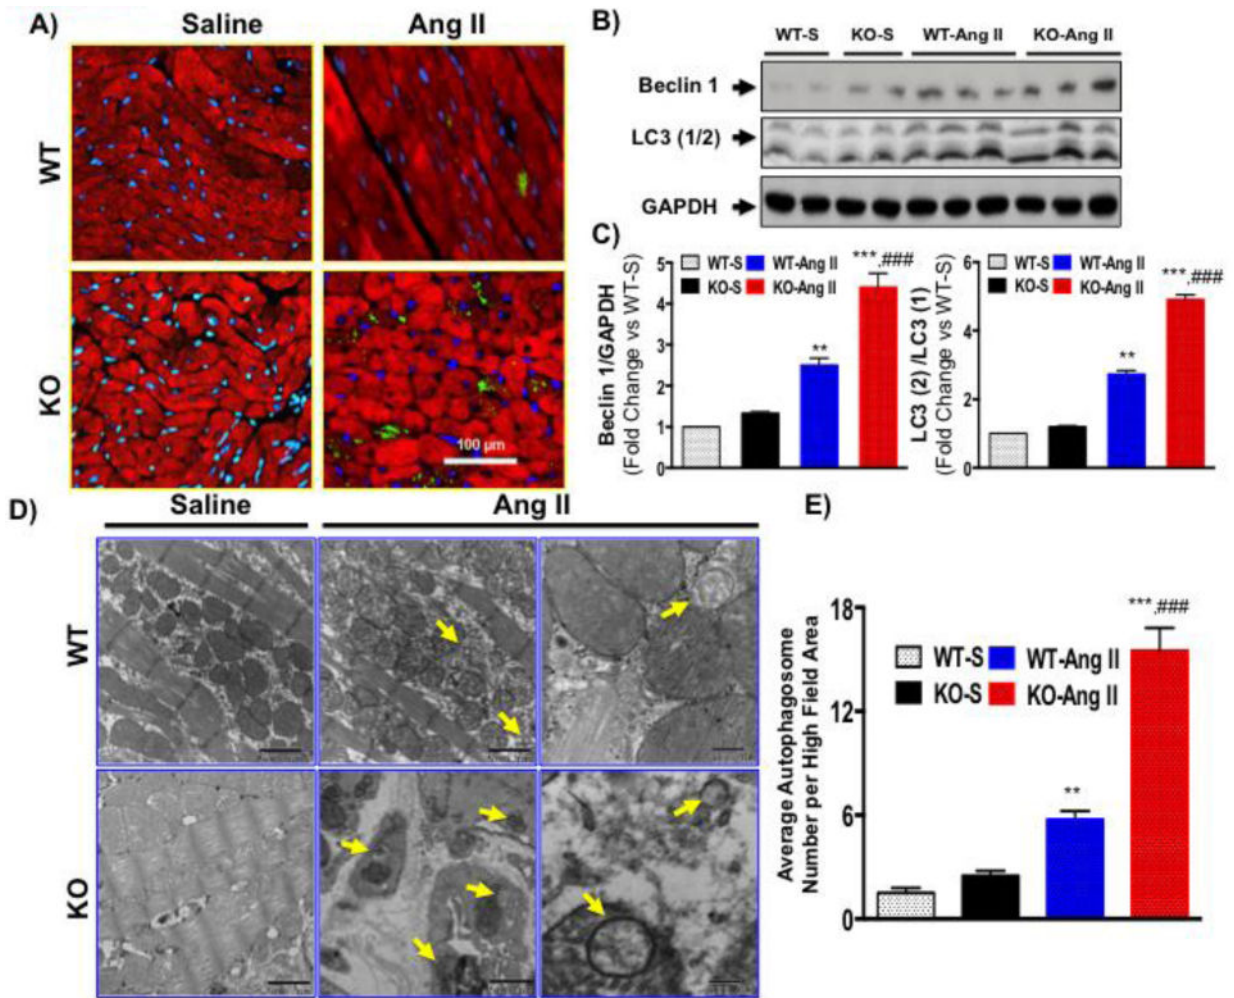 A)
Saline
Ang II
WT
KO
100 µm
B)
WT-S KO-S WT-Ang II KO-Ang II
Beclin 1
LC3 (1/2)
GAPDH
C)
Beclin 1/GAPDH
(Fold Change vs WT-S)
5
4
3
2
1
0
WT-S WT-Ang II
KO-S KO-Ang II
**
***,###
LC3 (2) /LC3 (1)
(Fold Change vs WT-S)
6
4
2
0
WT-S WT-Ang II
KO-S KO-Ang II
**
***,###
D)
Saline
Ang II
WT
KO
E)
Average Autophagosome
Number per High Field Area
18
12
6
0
WT-S WT-Ang II
KO-S KO-Ang II
**
***,###